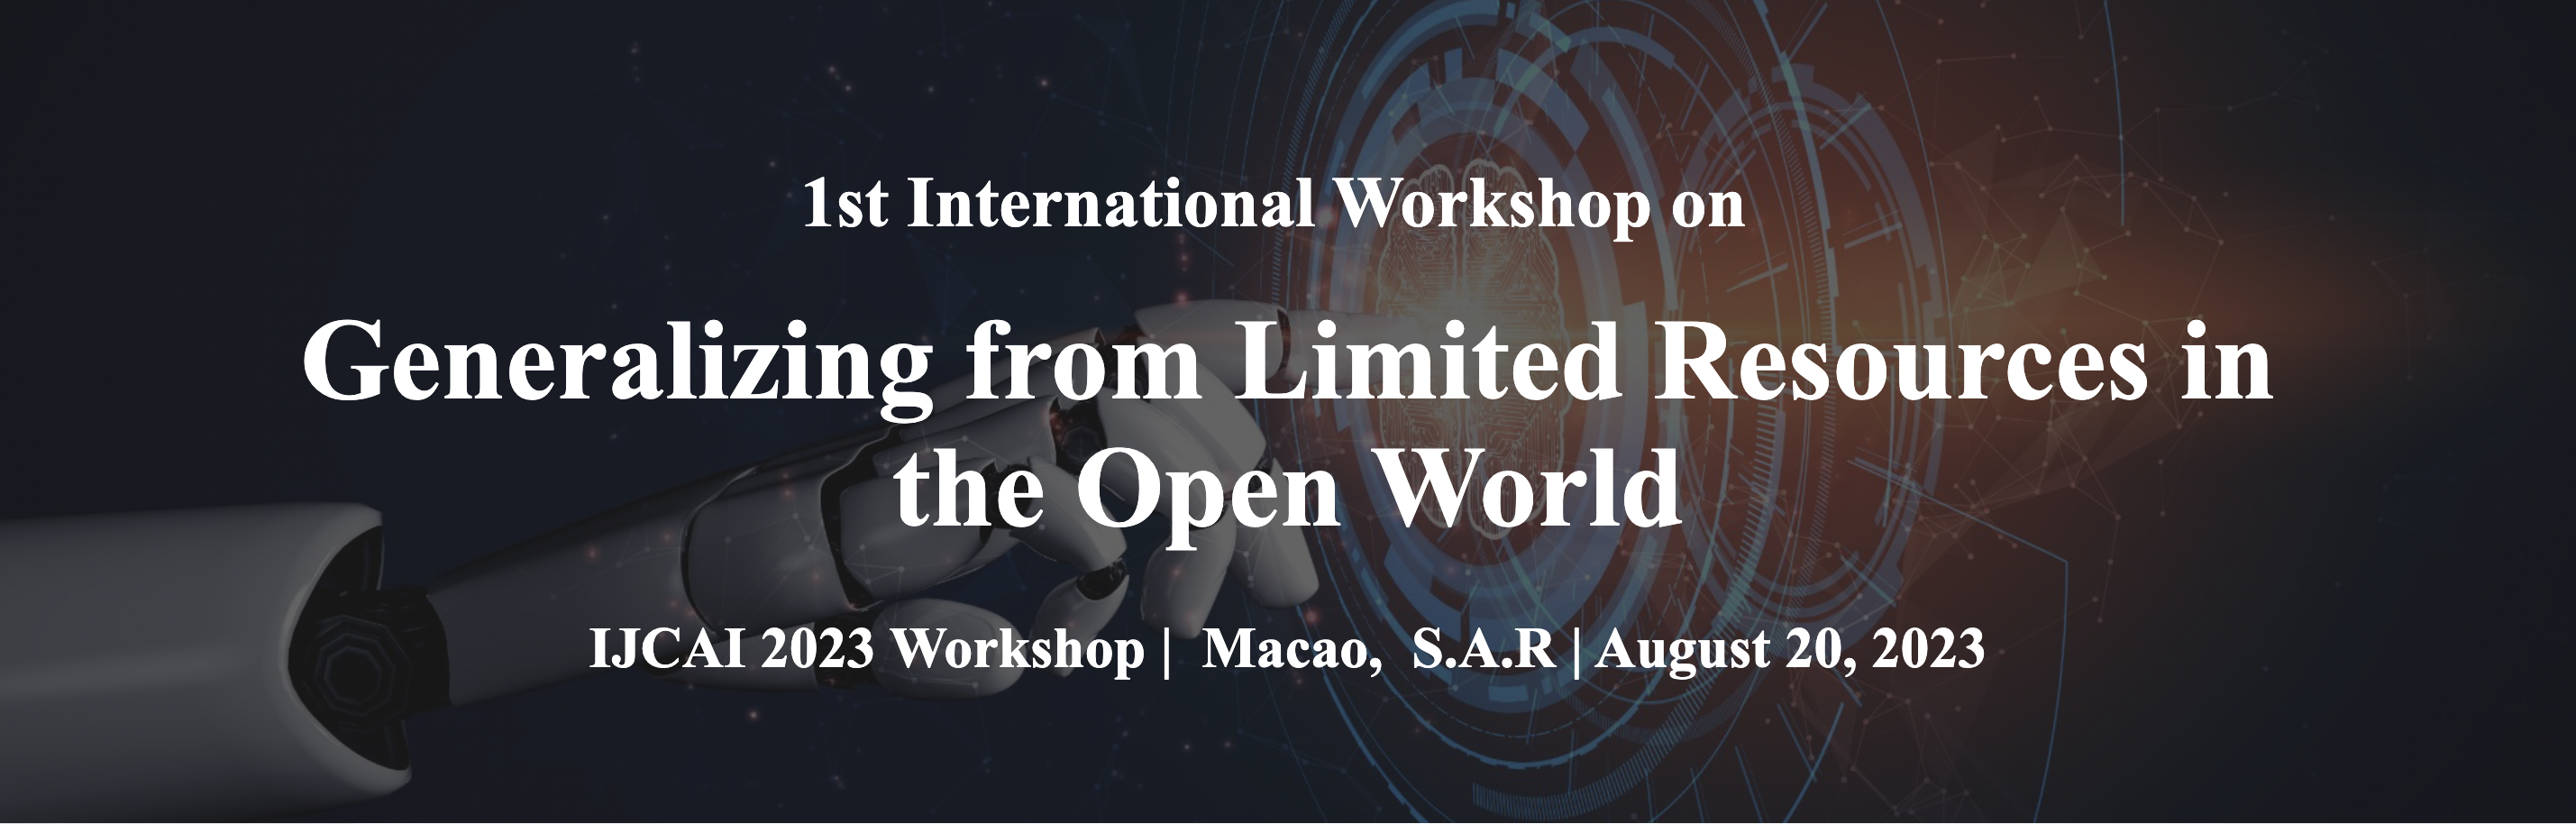 1st International Workshop on
Generalizing from Limited Resources in
the Open World
IJCAI 2023 Workshop | Macao, S.A.R | August 20, 2023